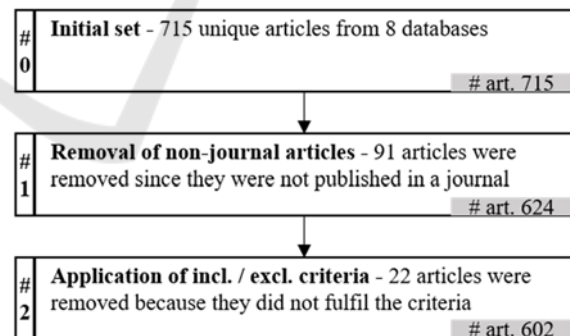 # 0
Initial set - 715 unique articles from 8 databases
# art. 715
# 1
Removal of non-journal articles - 91 articles were
removed since they were not published in a journal
# art. 624
# 2
Application of incl. / excl. criteria - 22 articles were
removed because they did not fulfil the criteria
# art. 602